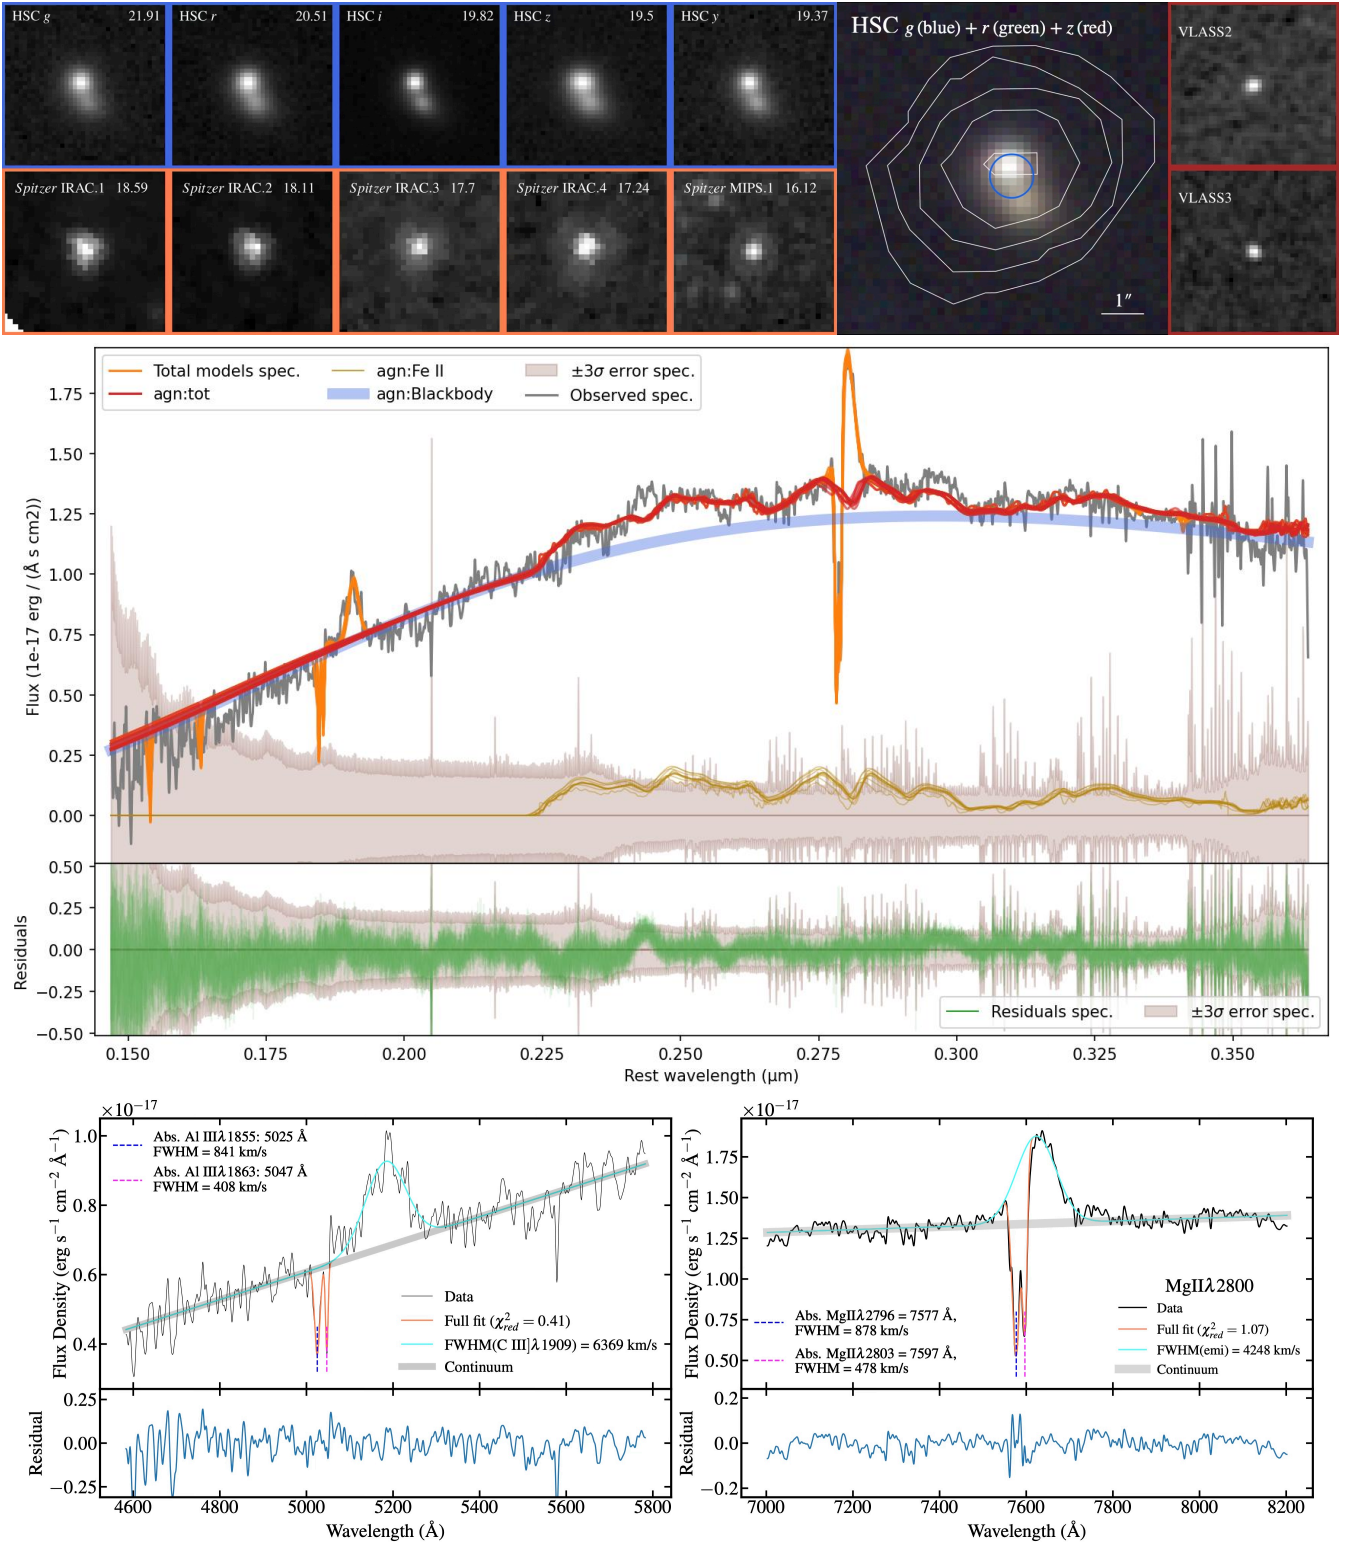 HSC g 21.91
HSC r 20.51
HSC i 19.82
HSC z 19.5
HSC y 19.37
HSC g (blue) + r (green) + z (red)
VLASS2
Spitzer IRAC.1 18.59
Spitzer IRAC.2 18.11
Spitzer IRAC.3 17.7
Spitzer IRAC.4 17.24
Spitzer MIPS.1 16.12
1″
VLASS3
Total models spec.
agn:tot
agn:Fe II
agn:Blackbody
±3σ error spec.
Observed spec.
Flux (1e-17 erg / (Å s cm2))
1.75
1.50
1.25
1.00
0.75
0.50
0.25
0.00
Residuals
0.50
0.25
0.00
−0.25
−0.50
Residuals spec.
±3σ error spec.
0.150 0.175 0.200 0.225 0.250 0.275 0.300 0.325 0.350
Rest wavelength (μm)
×10⁻¹⁷
Flux Density (erg s⁻¹ cm⁻² Å⁻¹)
1.0
0.8
0.6
0.4
Abs. Al IIIλ1855: 5025 Å
FWHM = 841 km/s
Abs. Al IIIλ1863: 5047 Å
FWHM = 408 km/s
Data
Full fit (χ²red = 0.41)
FWHM(C III]λ1909) = 6369 km/s
Continuum
Residual
0.25
0.00
−0.25
4600 4800 5000 5200 5400 5600 5800
Wavelength (Å)
×10⁻¹⁷
Flux Density (erg s⁻¹ cm⁻² Å⁻¹)
1.75
1.50
1.25
1.00
0.75
0.50
Abs. MgIIλ2796 = 7577 Å,
FWHM = 878 km/s
Abs. MgIIλ2803 = 7597 Å,
FWHM = 478 km/s
MgIIλ2800
Data
Full fit (χ²red = 1.07)
FWHM(emi) = 4248 km/s
Continuum
Residual
0.2
0.0
−0.2
7000 7200 7400 7600 7800 8000 8200
Wavelength (Å)